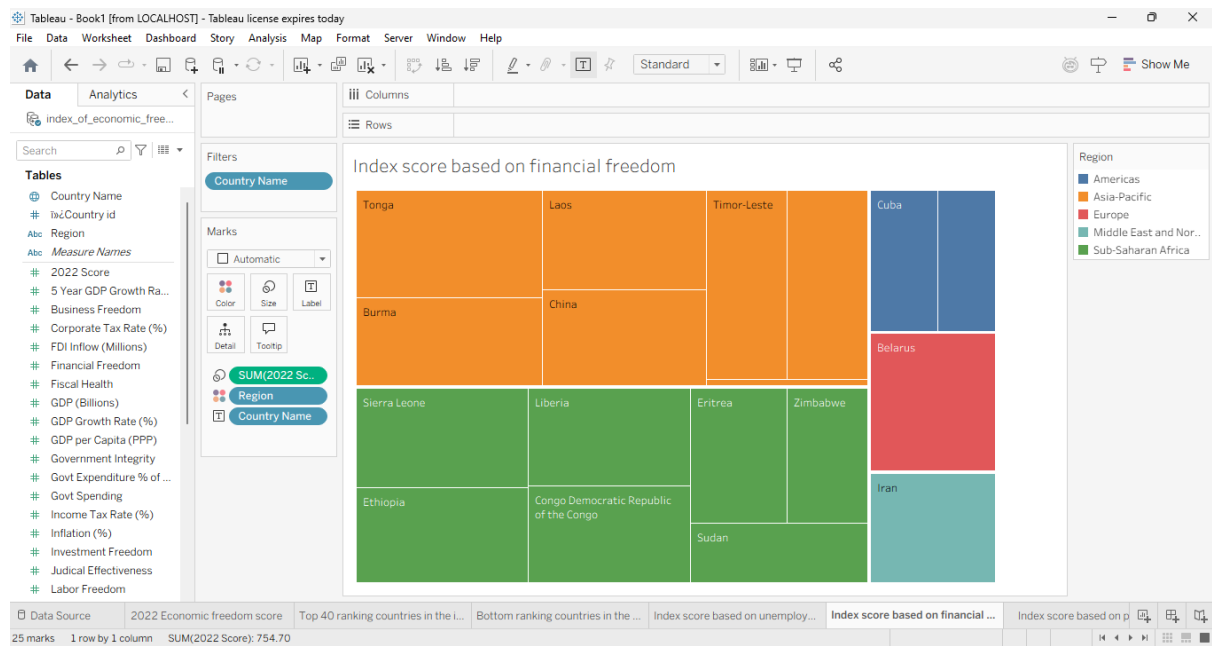 Tableau - Book1 [from LOCALHOST] - Tableau license expires today
File Data Worksheet Dashboard Story Analysis Map Format Server Window Help
Standard
Show Me
Data Analytics
index_of_economic_free...
Search
Tables
Country Name
ï»¿Country id
Abc Region
Abc Measure Names
2022 Score
5 Year GDP Growth Ra...
Business Freedom
Corporate Tax Rate (%)
FDI Inflow (Millions)
Financial Freedom
Fiscal Health
GDP (Billions)
GDP Growth Rate (%)
GDP per Capita (PPP)
Government Integrity
Govt Expenditure % of ...
Govt Spending
Income Tax Rate (%)
Inflation (%)
Investment Freedom
Judical Effectiveness
Labor Freedom
Pages
Filters
Country Name
Marks
Automatic
Color Size Label
Detail Tooltip
SUM(2022 Sc..
Region
Country Name
Columns
Rows
Index score based on financial freedom
Tonga
Laos
Timor-Leste
Cuba
Burma
China
Belarus
Sierra Leone
Liberia
Eritrea
Zimbabwe
Iran
Ethiopia
Congo Democratic Republic
of the Congo
Sudan
Region
Americas
Asia-Pacific
Europe
Middle East and Nor..
Sub-Saharan Africa
Data Source 2022 Economic freedom score Top 40 ranking countries in the i... Bottom ranking countries in the ... Index score based on unemploy... Index score based on financial ... Index score based on p
25 marks 1 row by 1 column SUM(2022 Score): 754.70